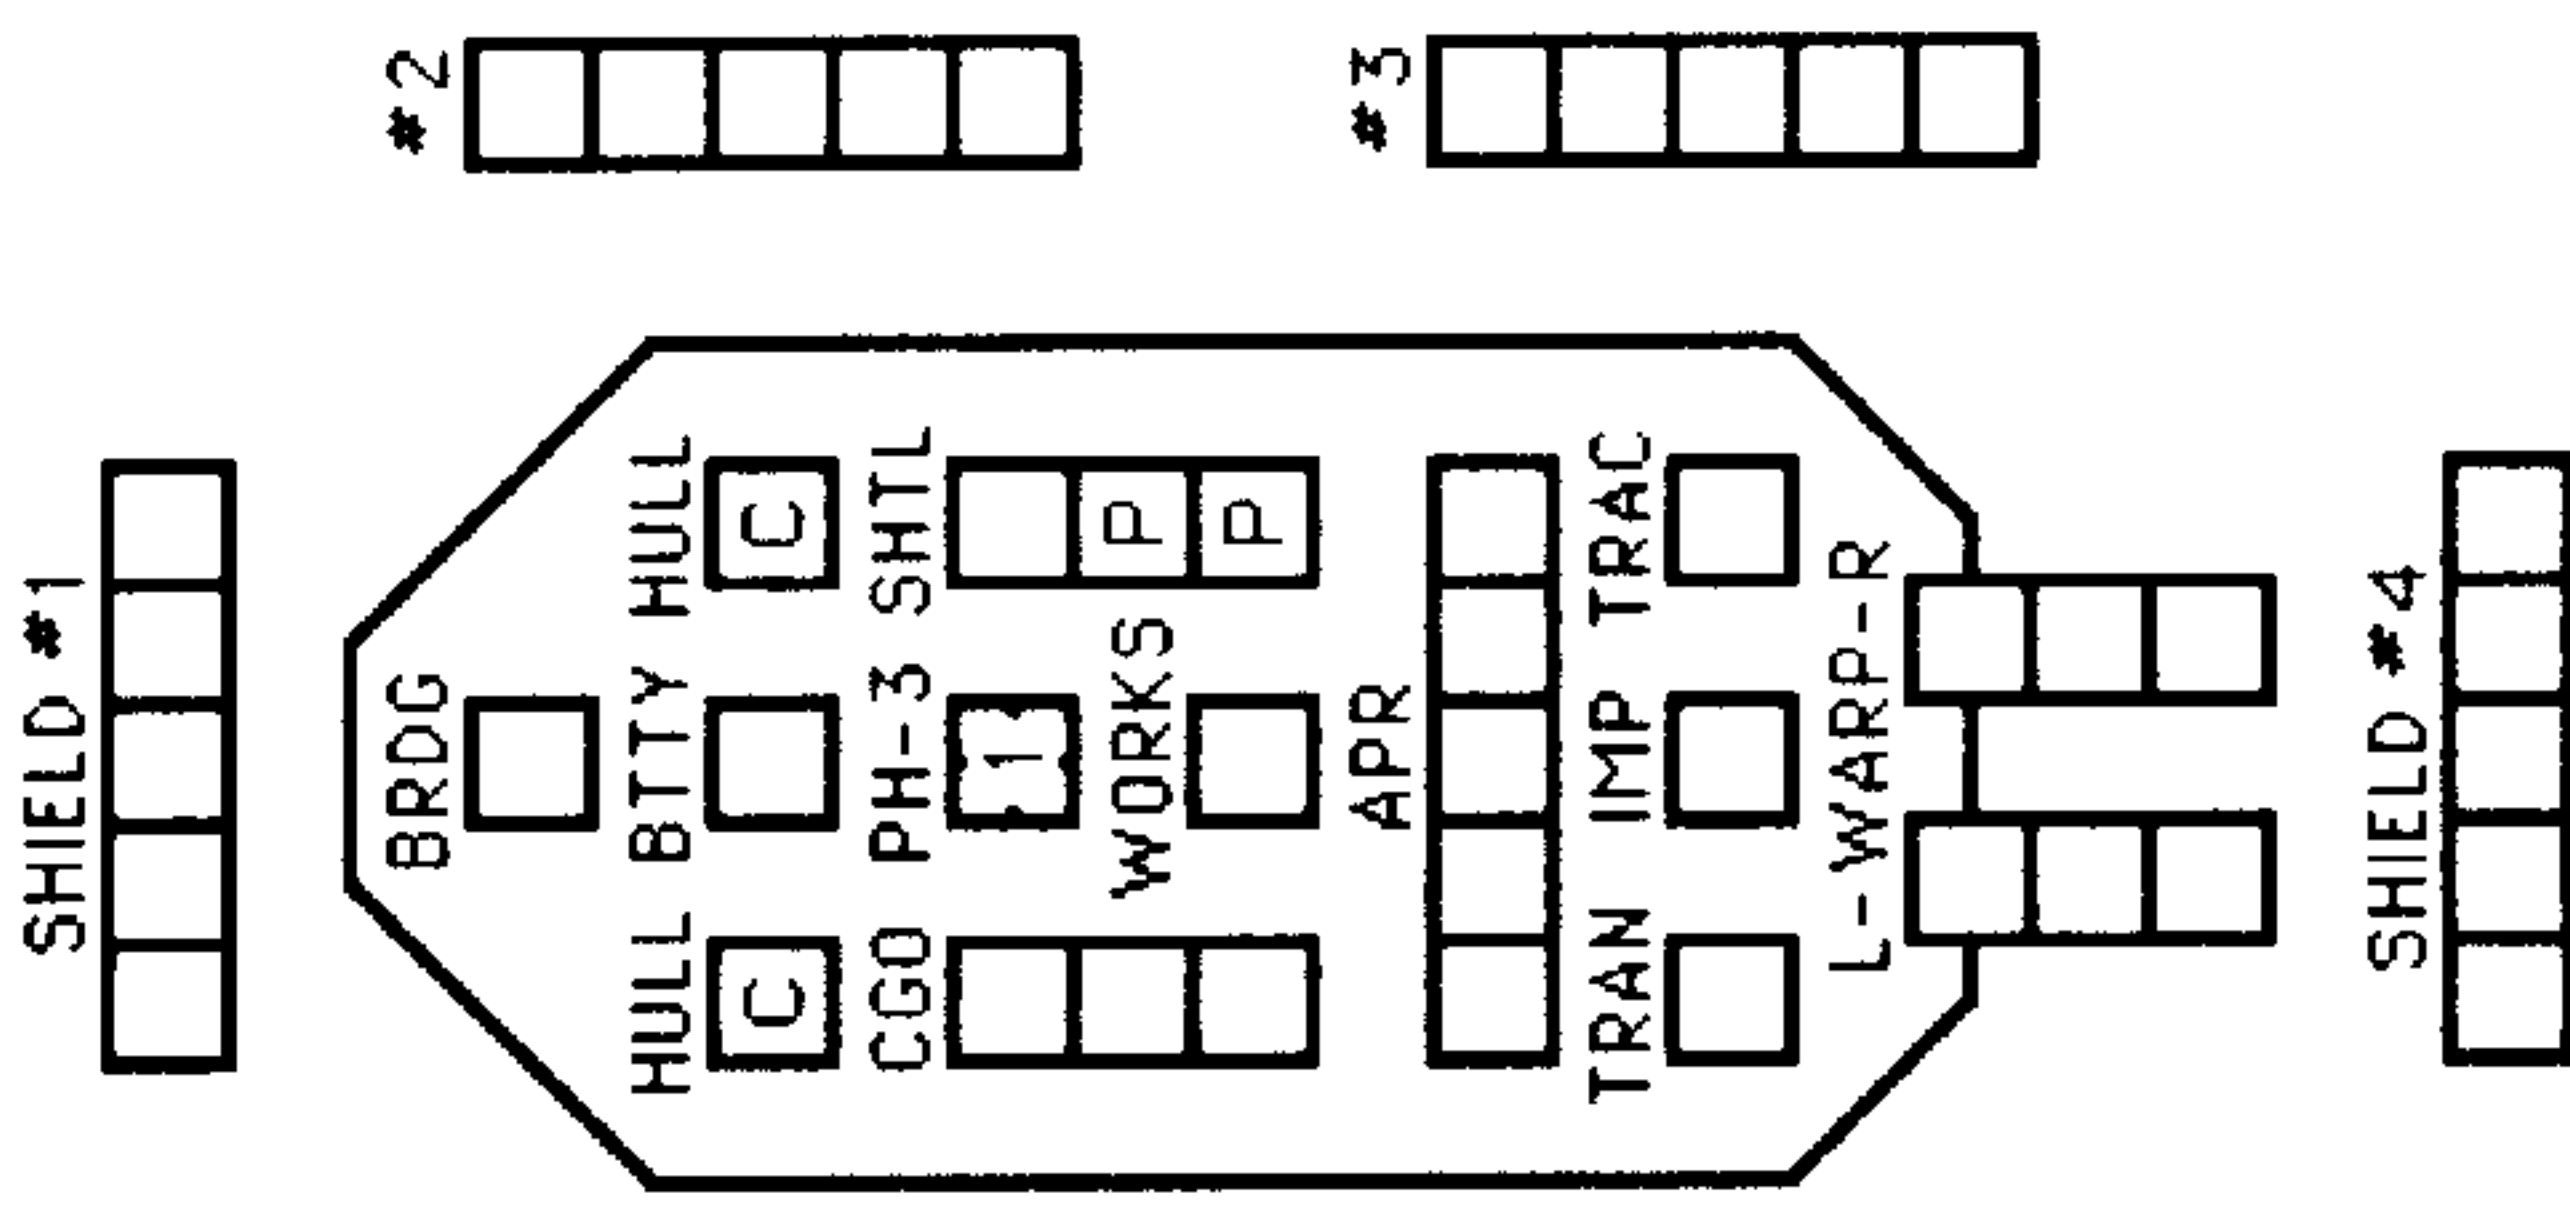 SHIELD #1
#2
#3
BRDG
HULL BTTY HULL
C
C
CGO PH-3 SHTL
1
P
P
WORKS
APR
TRAN IMP TRAC
L-WARP-R
SHIELD #4